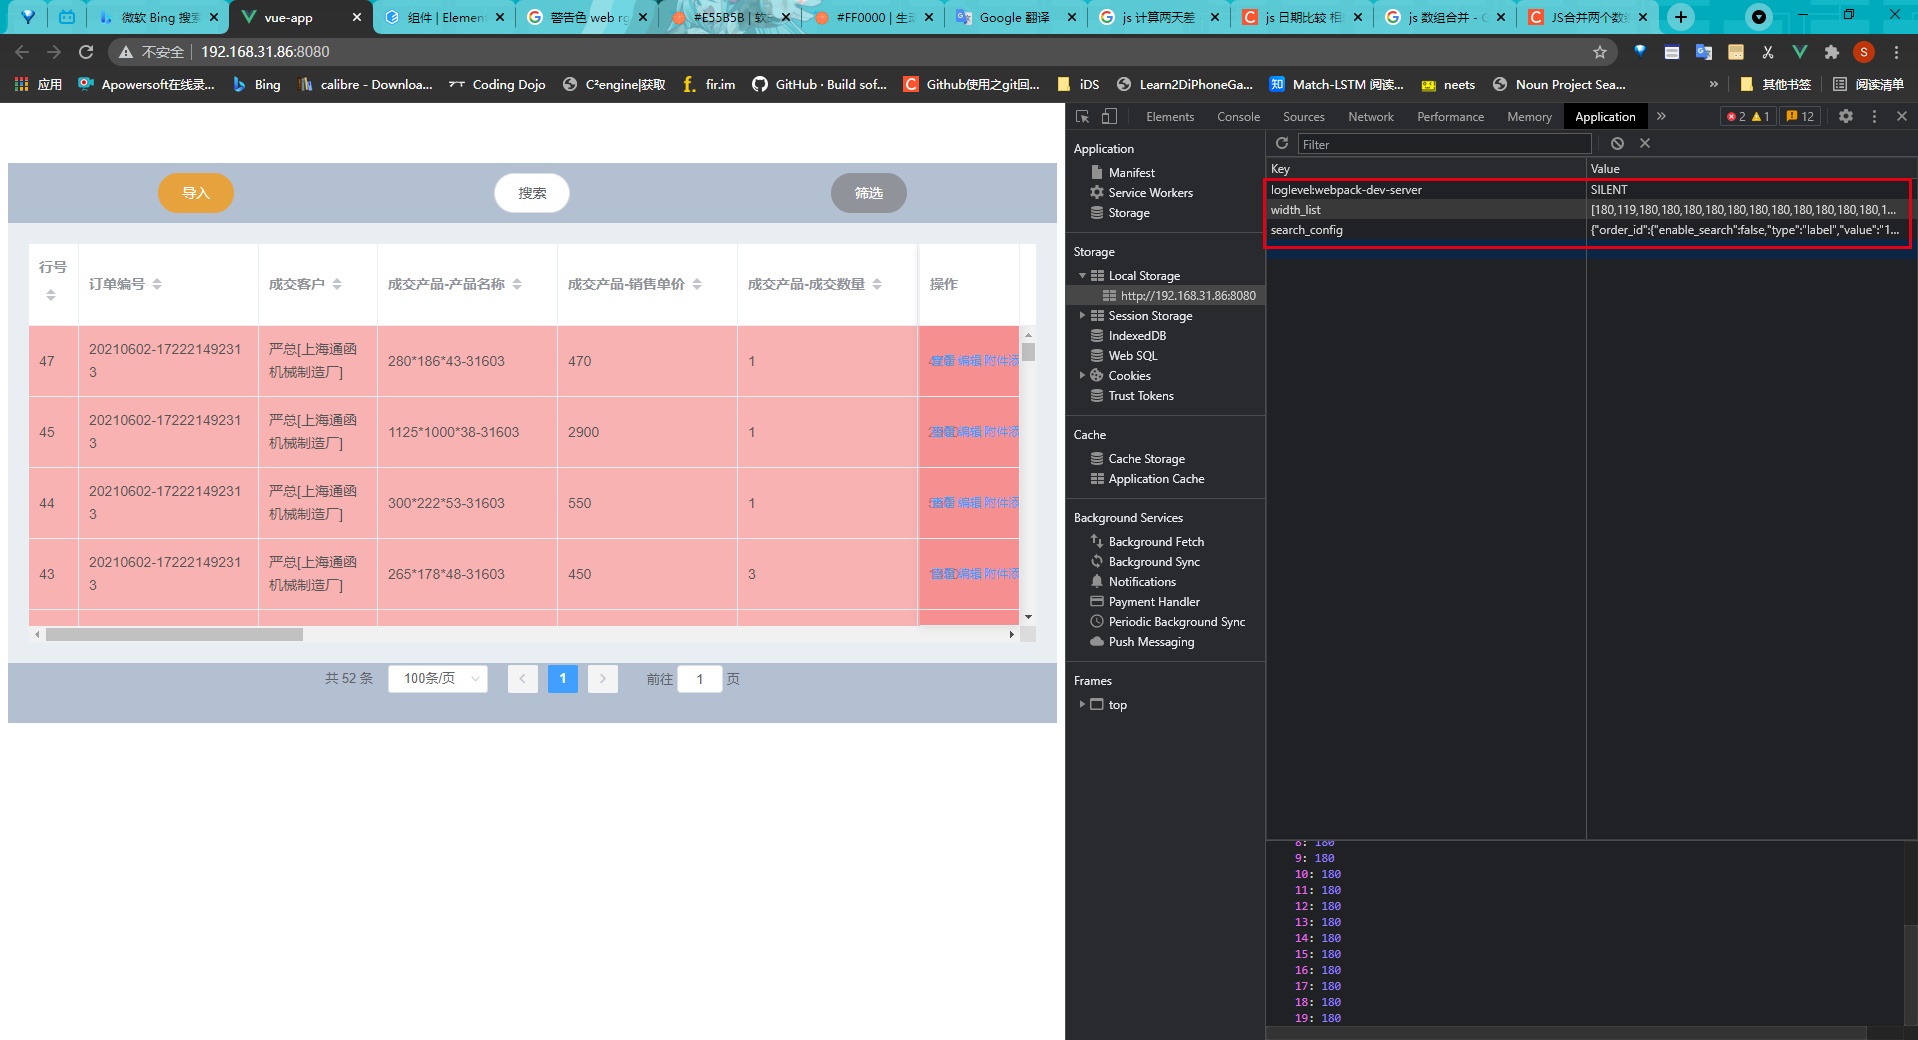 微软 Bing 搜索
vue-app
组件 | Element
警告色 web rg
#E55B5B | 软
#FF0000 | 生
Google 翻译
js 计算两天差
js 日期比较 相
js 数组合并 - G
JS合并两个数组
不安全
192.168.31.86:8080
应用
Apowersoft在线录...
Bing
calibre - Downloa...
Coding Dojo
C²engine|获取
fir.im
GitHub · Build sof...
Github使用之git回...
iDS
Learn2DiPhoneGa...
Match-LSTM 阅读...
neets
Noun Project Sea...
»
其他书签
阅读清单
导入
搜索
筛选
行号
订单编号
成交客户
成交产品-产品名称
成交产品-销售单价
成交产品-成交数量
操作
47
20210602-17222149231
3
严总[上海通函
机械制造厂]
280*186*43-31603
470
1
编辑 附件添
45
20210602-17222149231
3
严总[上海通函
机械制造厂]
1125*1000*38-31603
2900
1
编辑 附件添
44
20210602-17222149231
3
严总[上海通函
机械制造厂]
300*222*53-31603
550
1
编辑 附件添
43
20210602-17222149231
3
严总[上海通函
机械制造厂]
265*178*48-31603
450
3
编辑 附件添
共 52 条
100条/页
1
前往
1
页
Elements
Console
Sources
Network
Performance
Memory
Application
»
2
1
12
Application
Manifest
Service Workers
Storage
Storage
Local Storage
http://192.168.31.86:8080
Session Storage
IndexedDB
Web SQL
Cookies
Trust Tokens
Cache
Cache Storage
Application Cache
Background Services
Background Fetch
Background Sync
Notifications
Payment Handler
Periodic Background Sync
Push Messaging
Frames
top
Filter
Key
Value
loglevel:webpack-dev-server
SILENT
width_list
[180,119,180,180,180,180,180,180,180,180,180,180,180,1...
search_config
{"order_id":{"enable_search":false,"type":"label","value":"1...
8: 180
9: 180
10: 180
11: 180
12: 180
13: 180
14: 180
15: 180
16: 180
17: 180
18: 180
19: 180